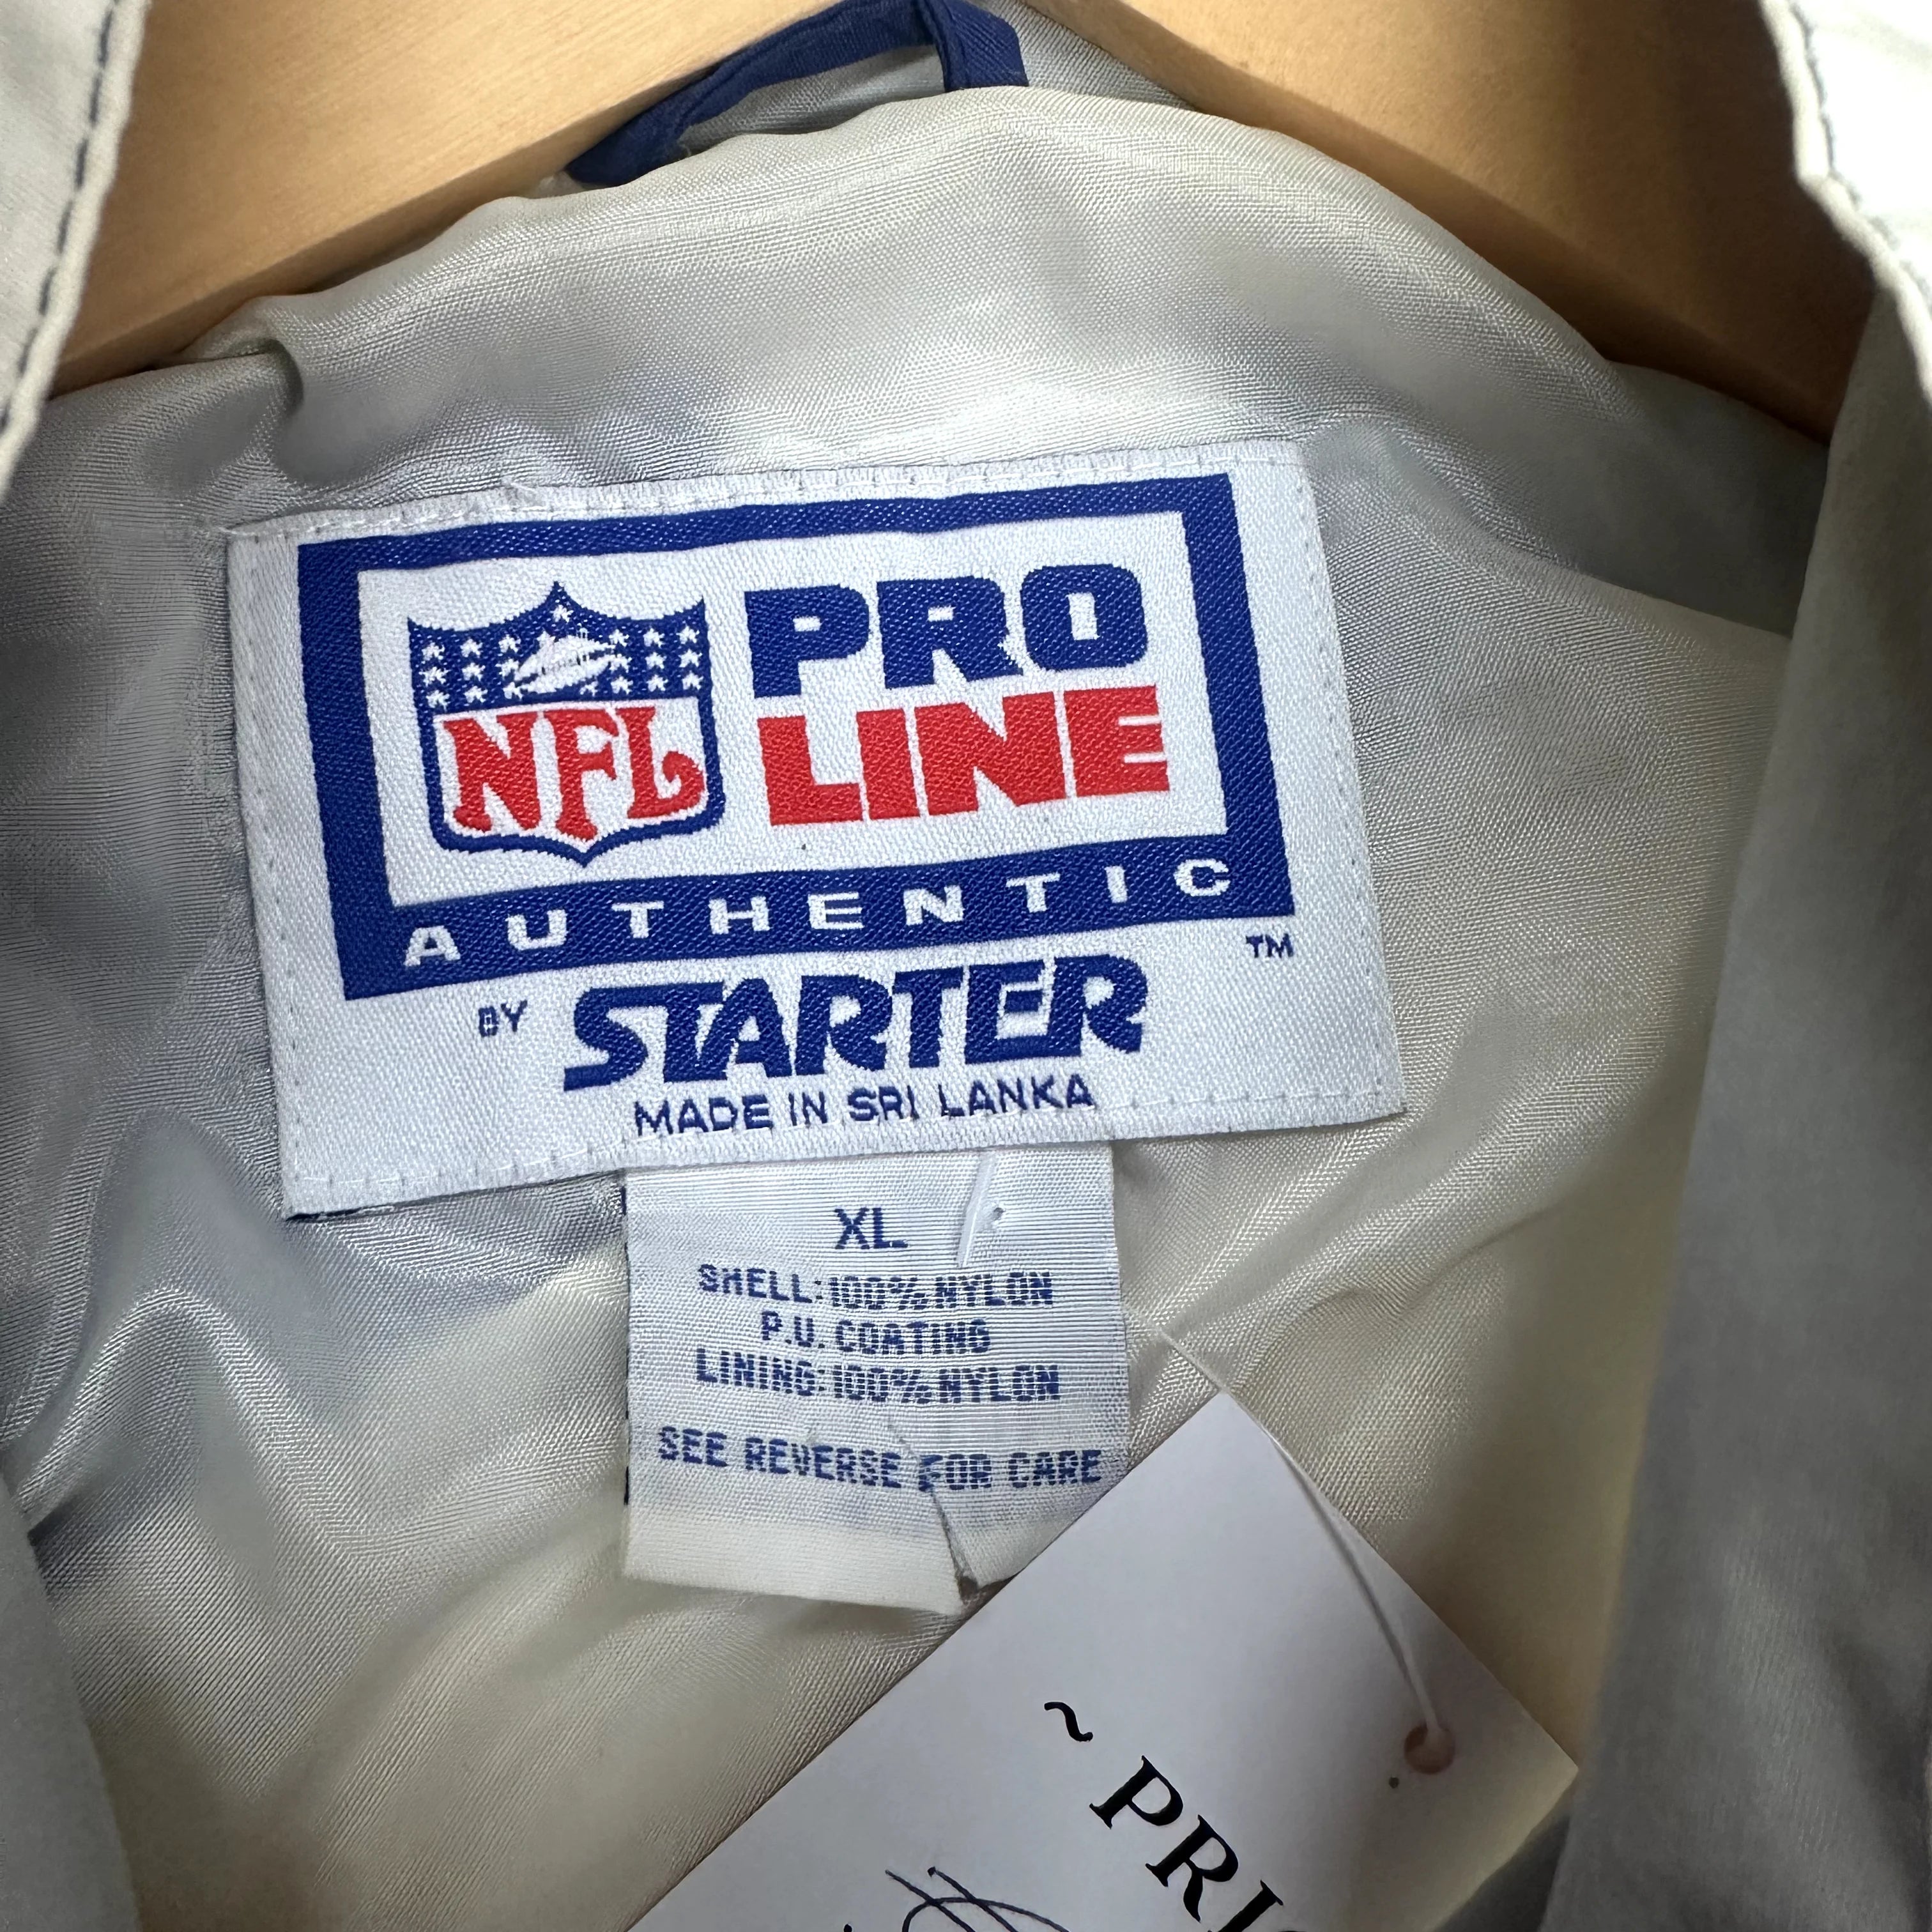 NFL
PRO
LINE
AUTHENTIC
TM
BY STARTER
MADE IN SRI LANKA
XL
SHELL: 100% NYLON
P.U. COATING
LINING: 100% NYLON
SEE REVERSE FOR CARE
~ PRI